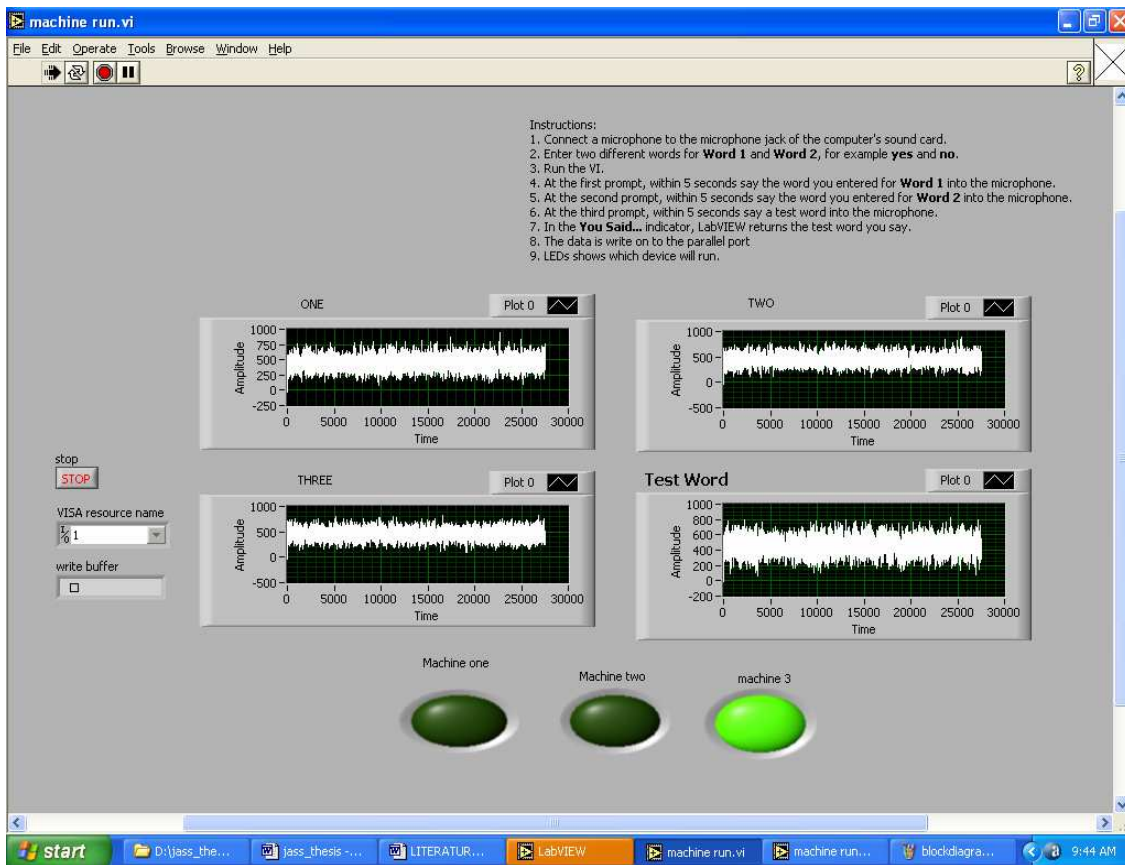 machine run.vi
File Edit Operate Tools Browse Window Help
Instructions:
1. Connect a microphone to the microphone jack of the computer's sound card.
2. Enter two different words for Word 1 and Word 2, for example yes and no.
3. Run the VI.
4. At the first prompt, within 5 seconds say the word you entered for Word 1 into the microphone.
5. At the second prompt, within 5 seconds say the word you entered for Word 2 into the microphone.
6. At the third prompt, within 5 seconds say a test word into the microphone.
7. In the You Said... indicator, LabVIEW returns the test word you say.
8. The data is write on to the parallel port
9. LEDs shows which device will run.
ONE
Plot 0
1000
750
500
250
0
-250
Amplitude
0 5000 10000 15000 20000 25000 30000
Time
TWO
Plot 0
1000
500
0
-500
Amplitude
0 5000 10000 15000 20000 25000 30000
Time
stop
STOP
VISA resource name
1
write buffer
THREE
Plot 0
1000
500
0
-500
Amplitude
0 5000 10000 15000 20000 25000 30000
Time
Test Word
Plot 0
1000
800
600
400
200
0
-200
Amplitude
0 5000 10000 15000 20000 25000 30000
Time
Machine one
Machine two
machine 3
start D:\jass_the... jass_thesis -... LITERATUR... LabVIEW machine run.vi machine run... blockdiagra... 9:44 AM